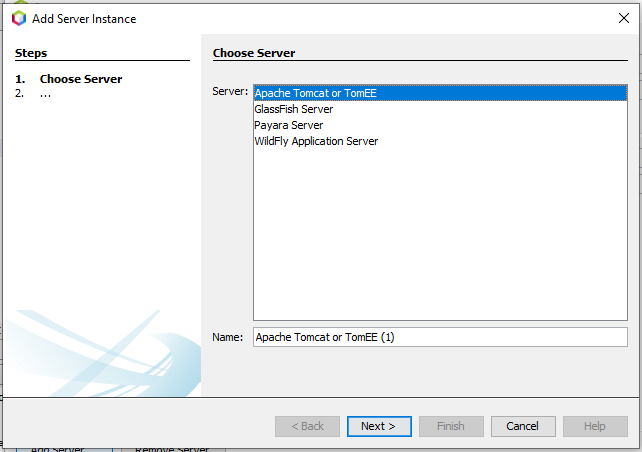 Add Server Instance
Steps
1. Choose Server
2. ...
Choose Server
Server:
Apache Tomcat or TomEE
GlassFish Server
Payara Server
WildFly Application Server
Name: Apache Tomcat or TomEE (1)
< Back Next > Finish Cancel Help
Add Server Remove Server